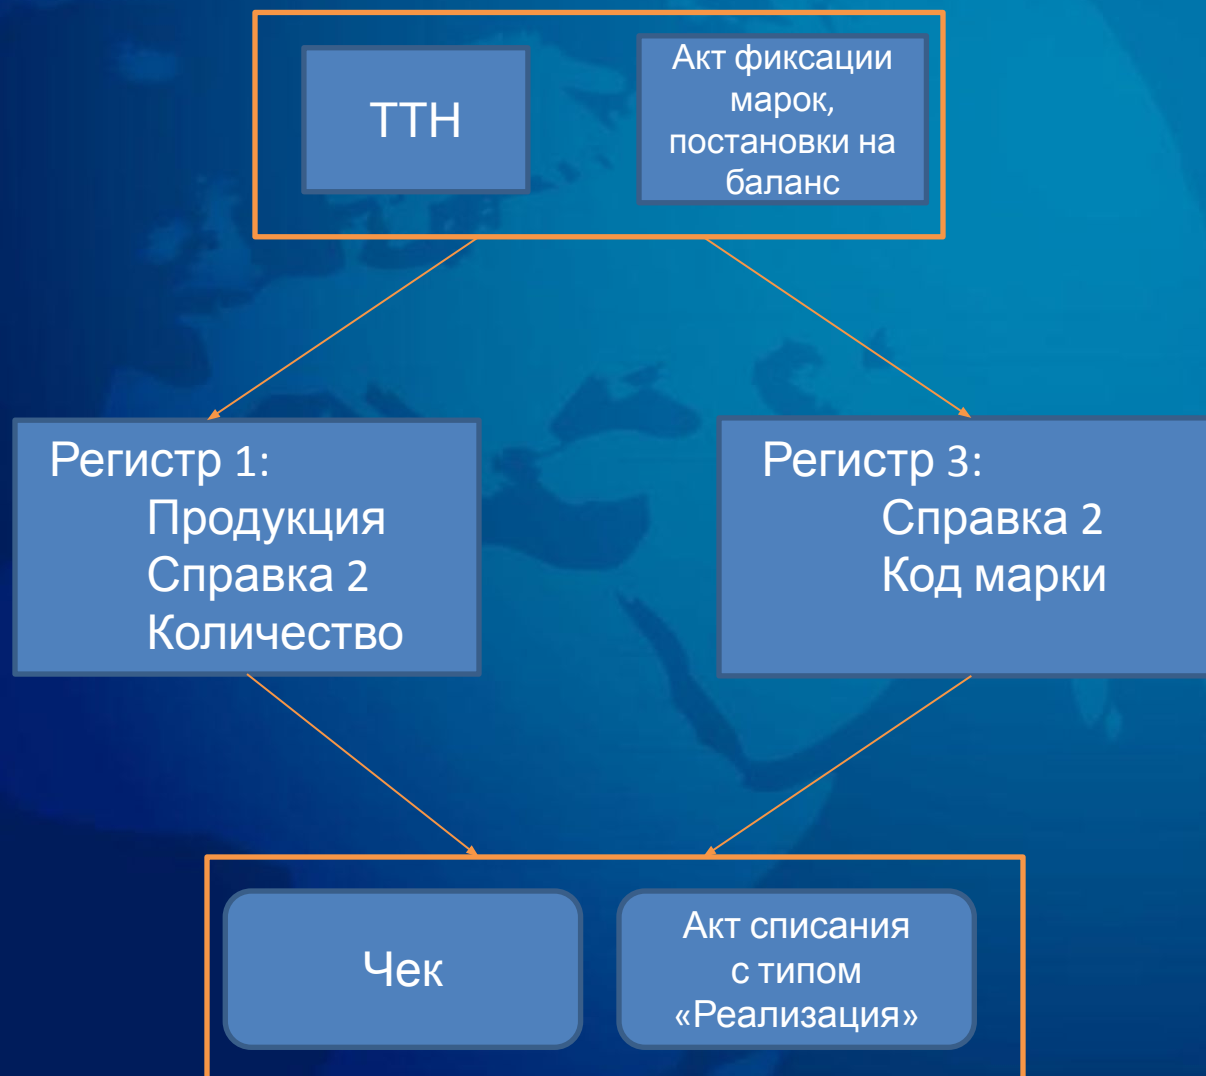 ТТН
Акт фиксации
марок,
постановки на
баланс
Регистр 1:
Продукция
Справка 2
Количество
Регистр 3:
Справка 2
Код марки
Чек
Акт списания
с типом
«Реализация»